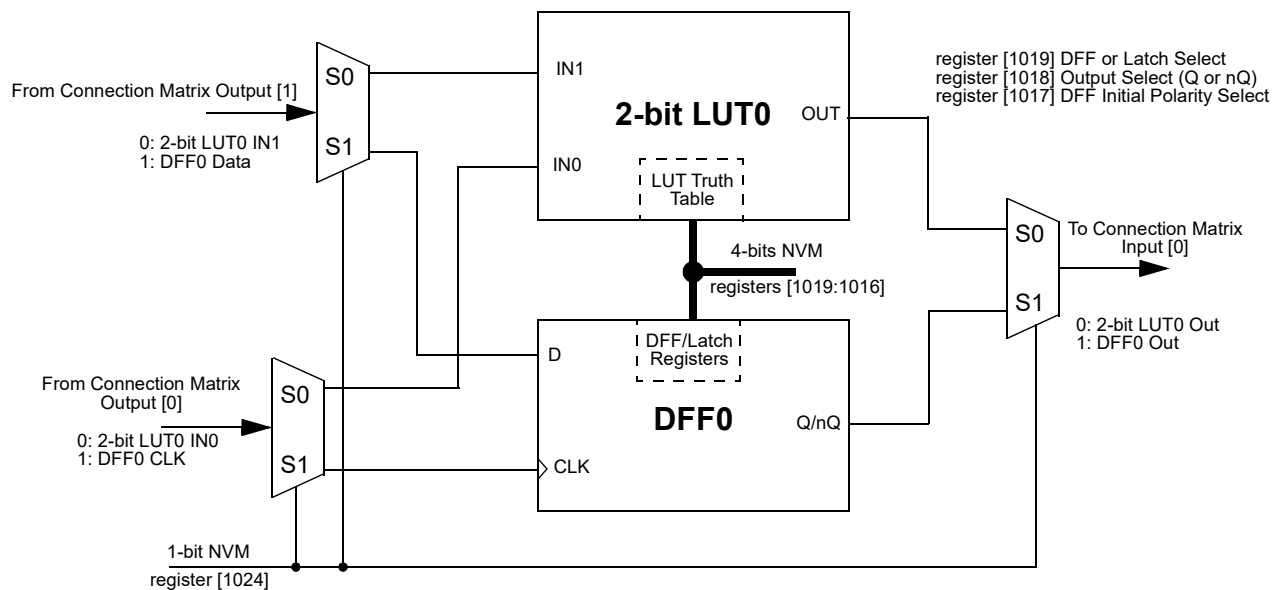 register [1019] DFF or Latch Select
register [1018] Output Select (Q or nQ)
register [1017] DFF Initial Polarity Select
From Connection Matrix Output [1]
0: 2-bit LUT0 IN1
1: DFF0 Data
S0
S1
IN1
IN0
2-bit LUT0
OUT
LUT Truth
Table
4-bits NVM
registers [1019:1016]
S0
S1
To Connection Matrix
Input [0]
0: 2-bit LUT0 Out
1: DFF0 Out
From Connection Matrix
Output [0]
0: 2-bit LUT0 IN0
1: DFF0 CLK
S0
S1
D
DFF/Latch
Registers
DFF0
Q/nQ
CLK
1-bit NVM
register [1024]